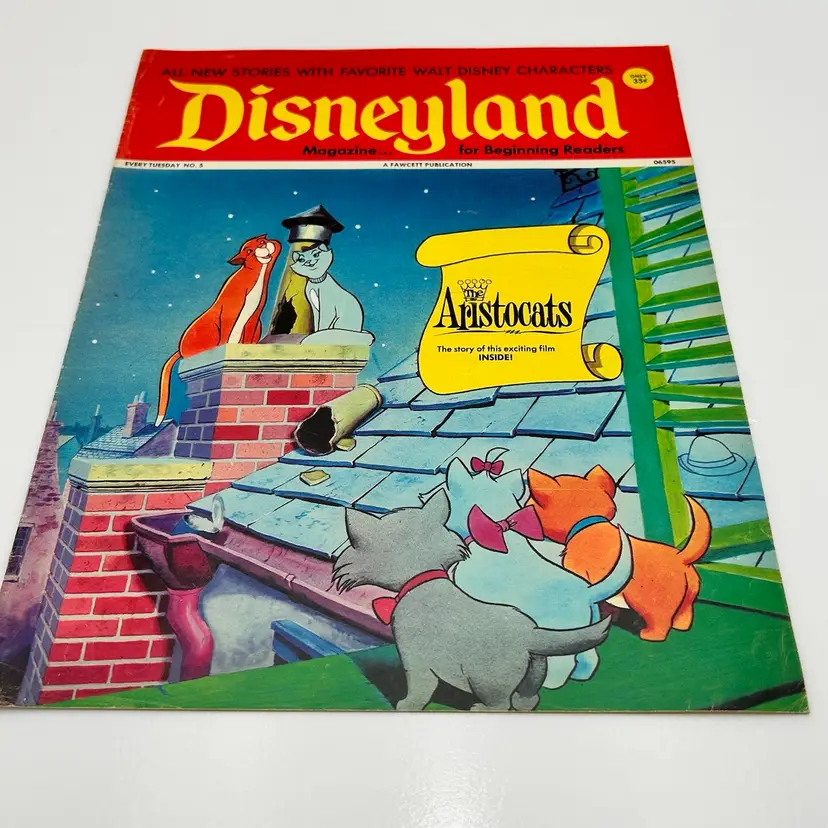 ALL NEW STORIES WITH FAVORITE WALT DISNEY CHARACTERS
ONLY
35¢
Disneyland
Magazine... for Beginning Readers
EVERY TUESDAY NO. 5 A FAWCETT PUBLICATION 06595
The
Aristocats
The story of this exciting film
INSIDE!